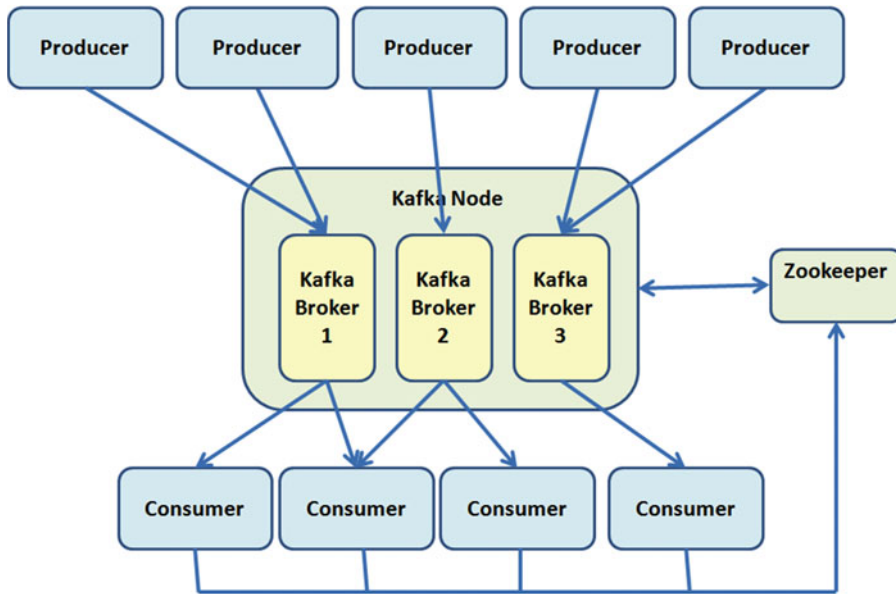 Producer
Producer
Producer
Producer
Producer
Kafka Node
Kafka
Broker
1
Kafka
Broker
2
Kafka
Broker
3
Zookeeper
Consumer
Consumer
Consumer
Consumer